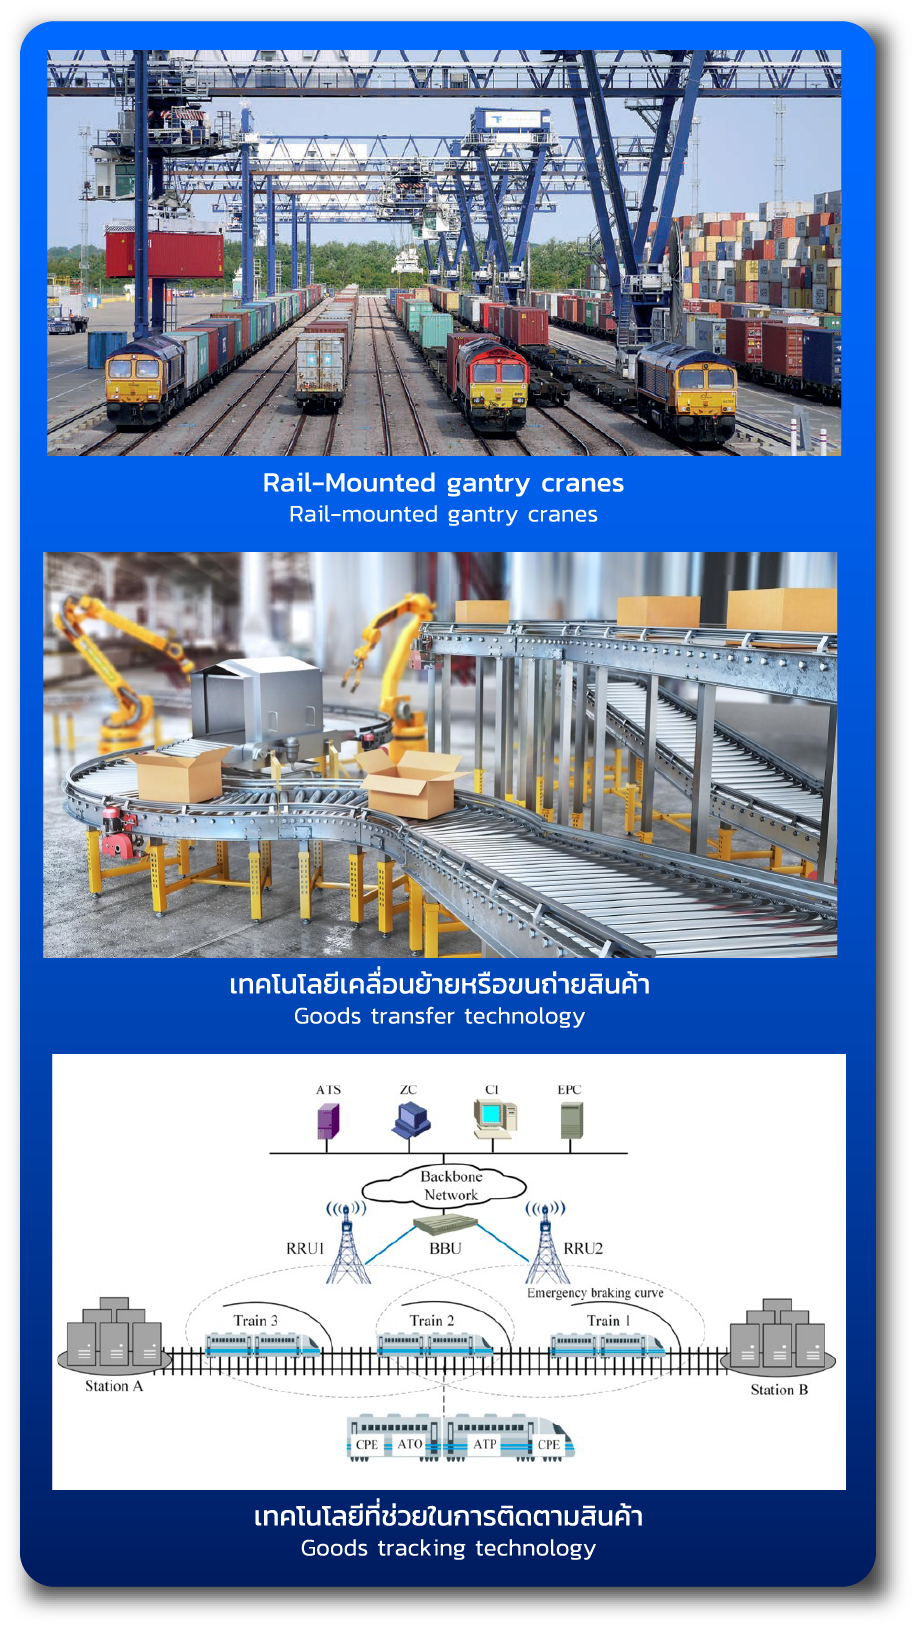 Rail-Mounted gantry cranes
Rail-mounted gantry cranes
เทคโนโลยีเคลื่อนย้ายหรือขนถ่ายสินค้า
Goods transfer technology
ATS ZC CI EPC
Backbone
Network
RRU1 BBU RRU2
Emergency braking curve
Train 3 Train 2 Train 1
Station A
Station B
CPE ATO ATP CPE
เทคโนโลยีที่ช่วยในการติดตามสินค้า
Goods tracking technology